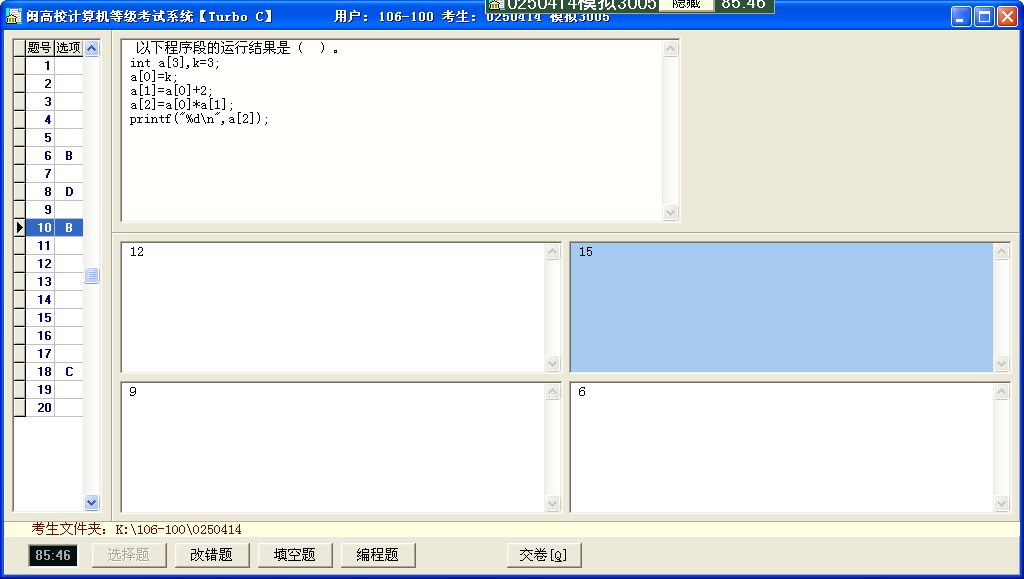 0250414模拟3005 隐藏 85:46
闽高校计算机等级考试系统【Turbo C】 用户: 106-100 考生: 0250414 模拟3005
题号 选项
1
2
3
4
5
6 B
7
8 D
9
10 B
11
12
13
14
15
16
17
18 C
19
20
以下程序段的运行结果是（ ）。
int a[3],k=3;
a[0]=k;
a[1]=a[0]+2;
a[2]=a[0]*a[1];
printf("%d\n",a[2]);
12
15
9
6
考生文件夹: K:\106-100\0250414
85:46 选择题 改错题 填空题 编程题 交卷[Q]